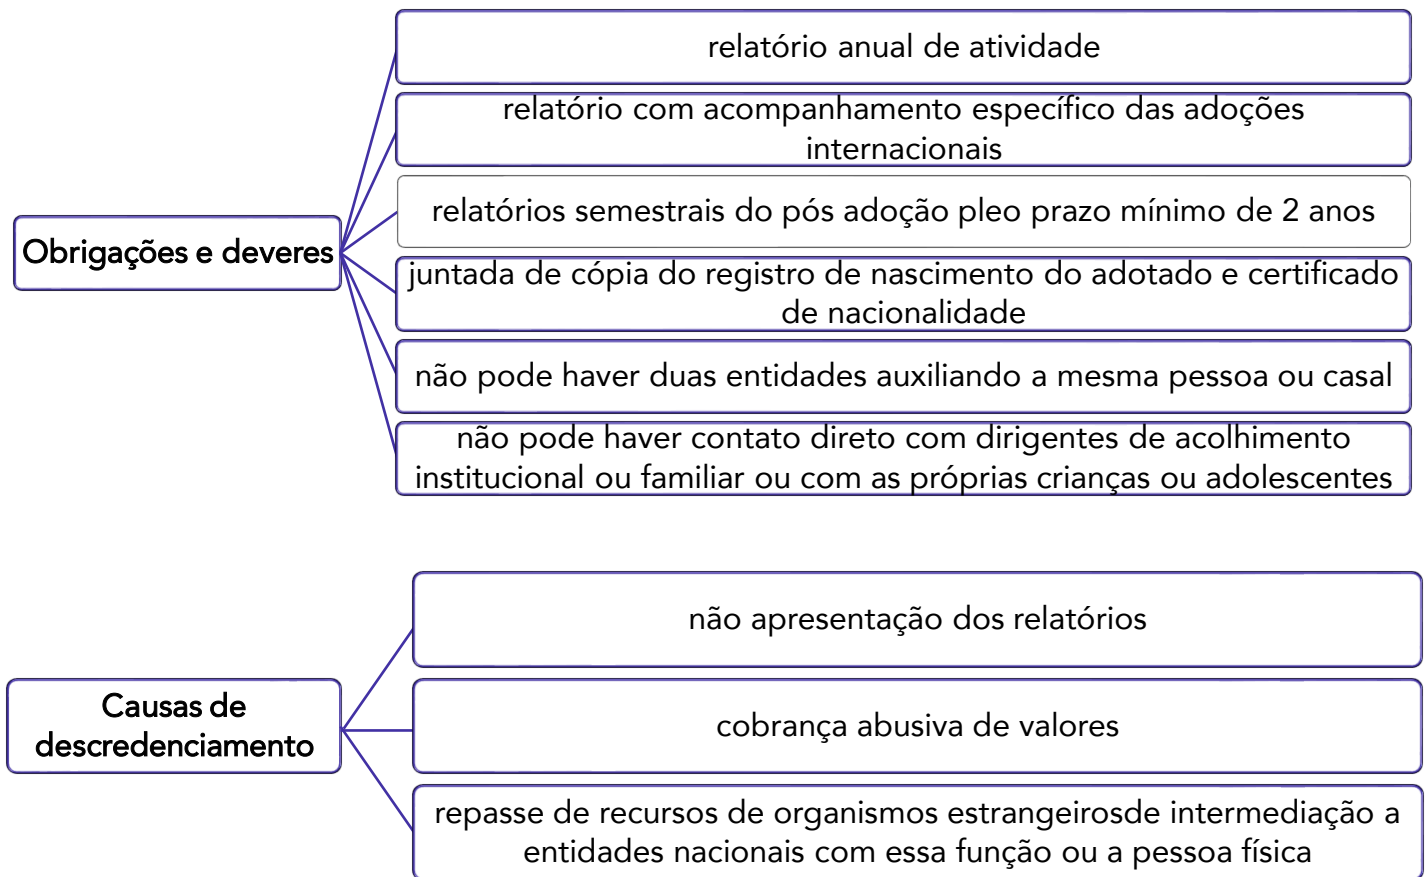 relatório anual de atividade
relatório com acompanhamento específico das adoções
internacionais
relatórios semestrais do pós adoção pleo prazo mínimo de 2 anos
Obrigações e deveres
juntada de cópia do registro de nascimento do adotado e certificado
de nacionalidade
não pode haver duas entidades auxiliando a mesma pessoa ou casal
não pode haver contato direto com dirigentes de acolhimento
institucional ou familiar ou com as próprias crianças ou adolescentes
não apresentação dos relatórios
Causas de
descredenciamento
cobrança abusiva de valores
repasse de recursos de organismos estrangeirosde intermediação a
entidades nacionais com essa função ou a pessoa física